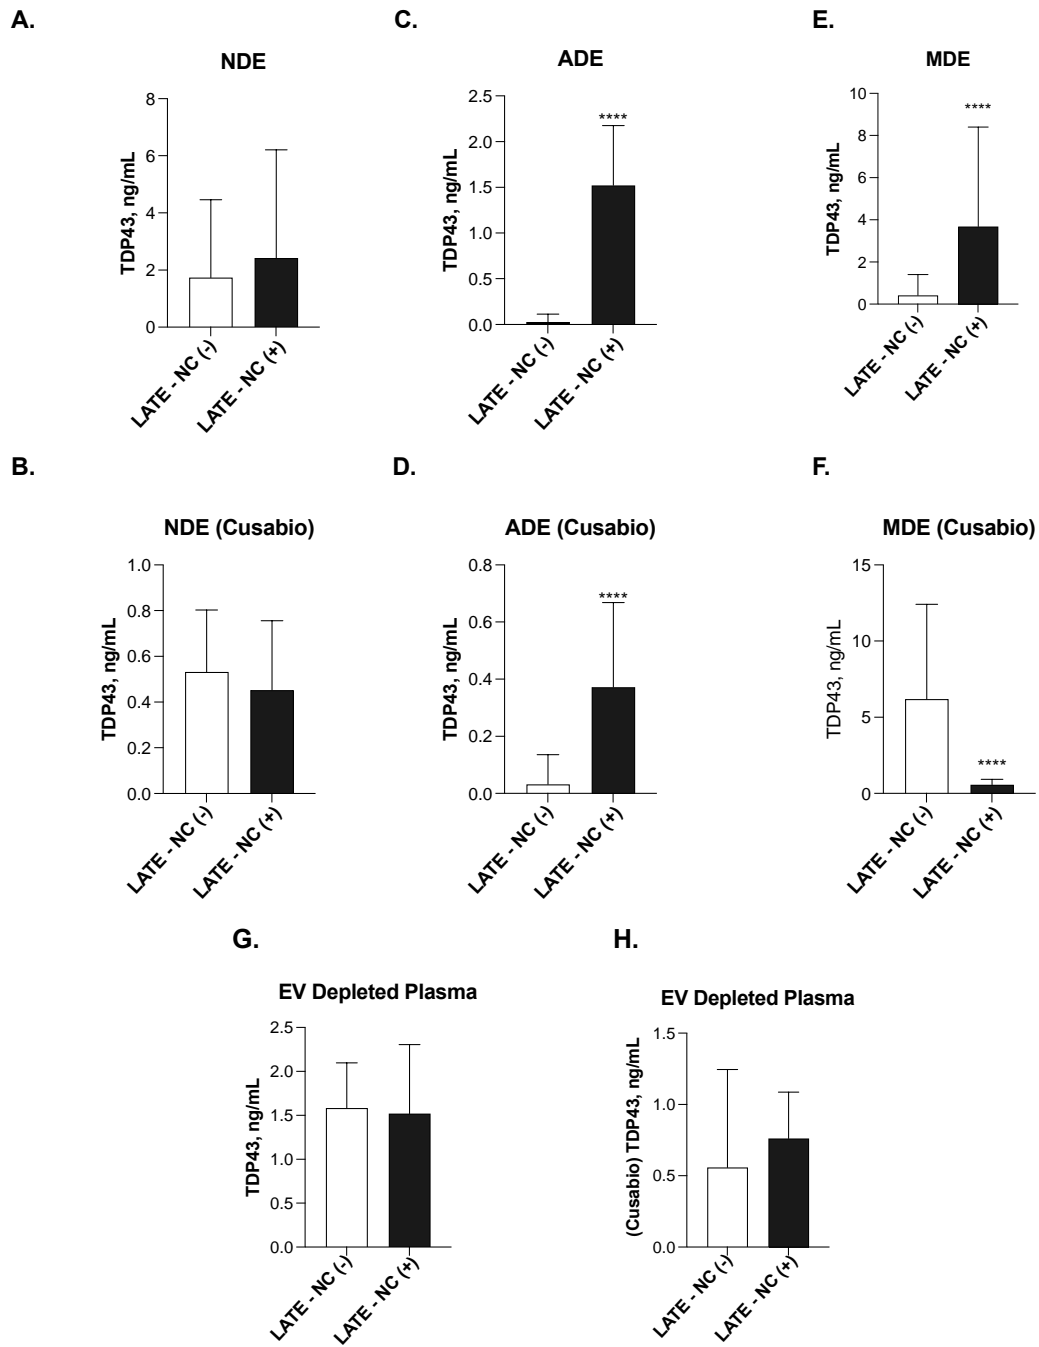 A.
NDE
8
6
4
2
0
TDP43, ng/mL
LATE - NC (-)
LATE - NC (+)
C.
ADE
2.5
2.0
1.5
1.0
0.5
0.0
TDP43, ng/mL
****
LATE - NC (-)
LATE - NC (+)
E.
MDE
10
8
6
4
2
0
TDP43, ng/mL
****
LATE - NC (-)
LATE - NC (+)
B.
NDE (Cusabio)
1.0
0.8
0.6
0.4
0.2
0.0
TDP43, ng/mL
LATE - NC (-)
LATE - NC (+)
D.
ADE (Cusabio)
0.8
0.6
0.4
0.2
0.0
TDP43, ng/mL
****
LATE - NC (-)
LATE - NC (+)
F.
MDE (Cusabio)
15
10
5
0
TDP43, ng/mL
****
LATE - NC (-)
LATE - NC (+)
G.
EV Depleted Plasma
2.5
2.0
1.5
1.0
0.5
0.0
TDP43, ng/mL
LATE - NC (-)
LATE - NC (+)
H.
EV Depleted Plasma
1.5
1.0
0.5
0.0
(Cusabio) TDP43, ng/mL
LATE - NC (-)
LATE - NC (+)